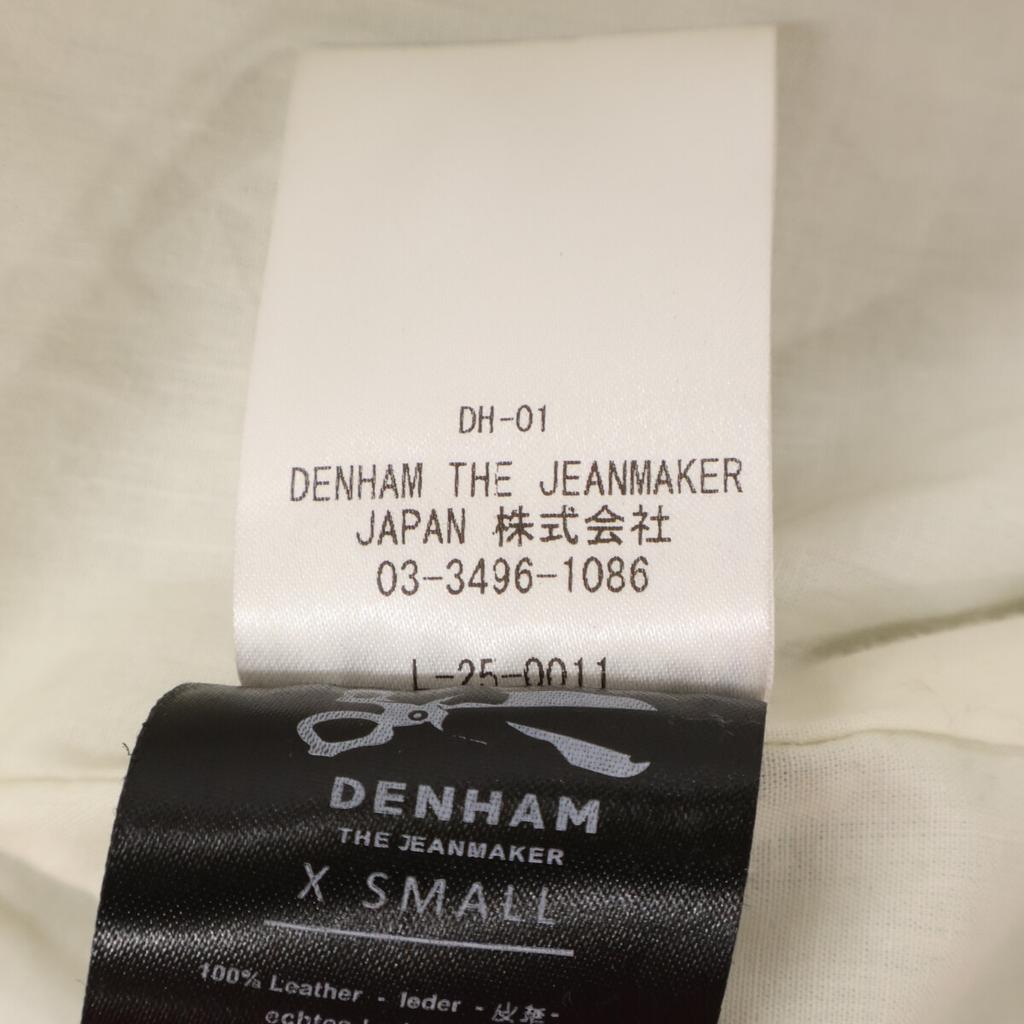 DH-01
DENHAM THE JEANMAKER
JAPAN 株式会社
03-3496-1086
L-25-0011
DENHAM
THE JEANMAKER
X SMALL
100% Leather - leder - 皮革-
echtes